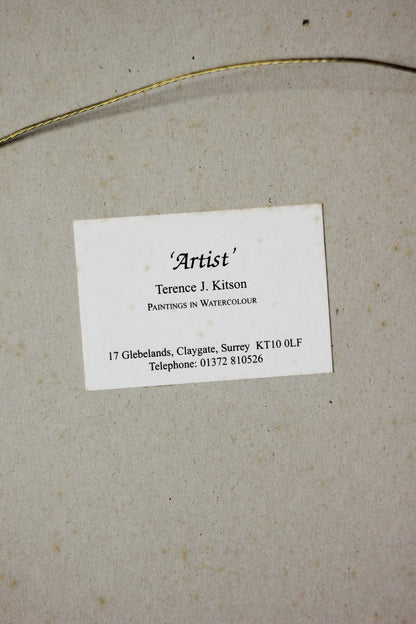 ‘Artist’
Terence J. Kitson
Paintings in Watercolour
17 Glebelands, Claygate, Surrey KT10 0LF
Telephone: 01372 810526